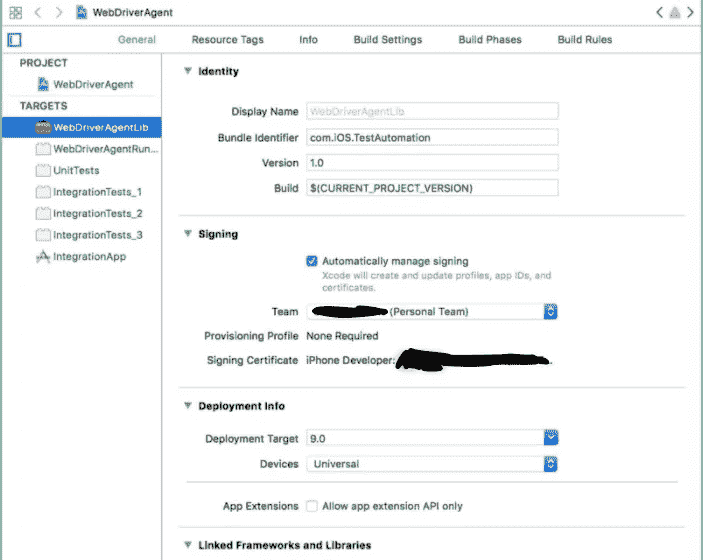 WebDriverAgent
General Resource Tags Info Build Settings Build Phases Build Rules
PROJECT
WebDriverAgent
TARGETS
WebDriverAgentLib
WebDriverAgentRun...
UnitTests
IntegrationTests_1
IntegrationTests_2
IntegrationTests_3
IntegrationApp
Identity
Display Name WebDriverAgentLib
Bundle Identifier com.iOS.TestAutomation
Version 1.0
Build $(CURRENT_PROJECT_VERSION)
Signing
Automatically manage signing
Xcode will create and update profiles, app IDs, and
certificates.
Team (Personal Team)
Provisioning Profile None Required
Signing Certificate iPhone Developer:
Deployment Info
Deployment Target 9.0
Devices Universal
App Extensions Allow app extension API only
Linked Frameworks and Libraries